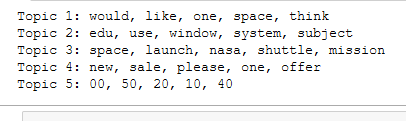 Topic 1: would, like, one, space, think
Topic 2: edu, use, window, system, subject
Topic 3: space, launch, nasa, shuttle, mission
Topic 4: new, sale, please, one, offer
Topic 5: 00, 50, 20, 10, 40